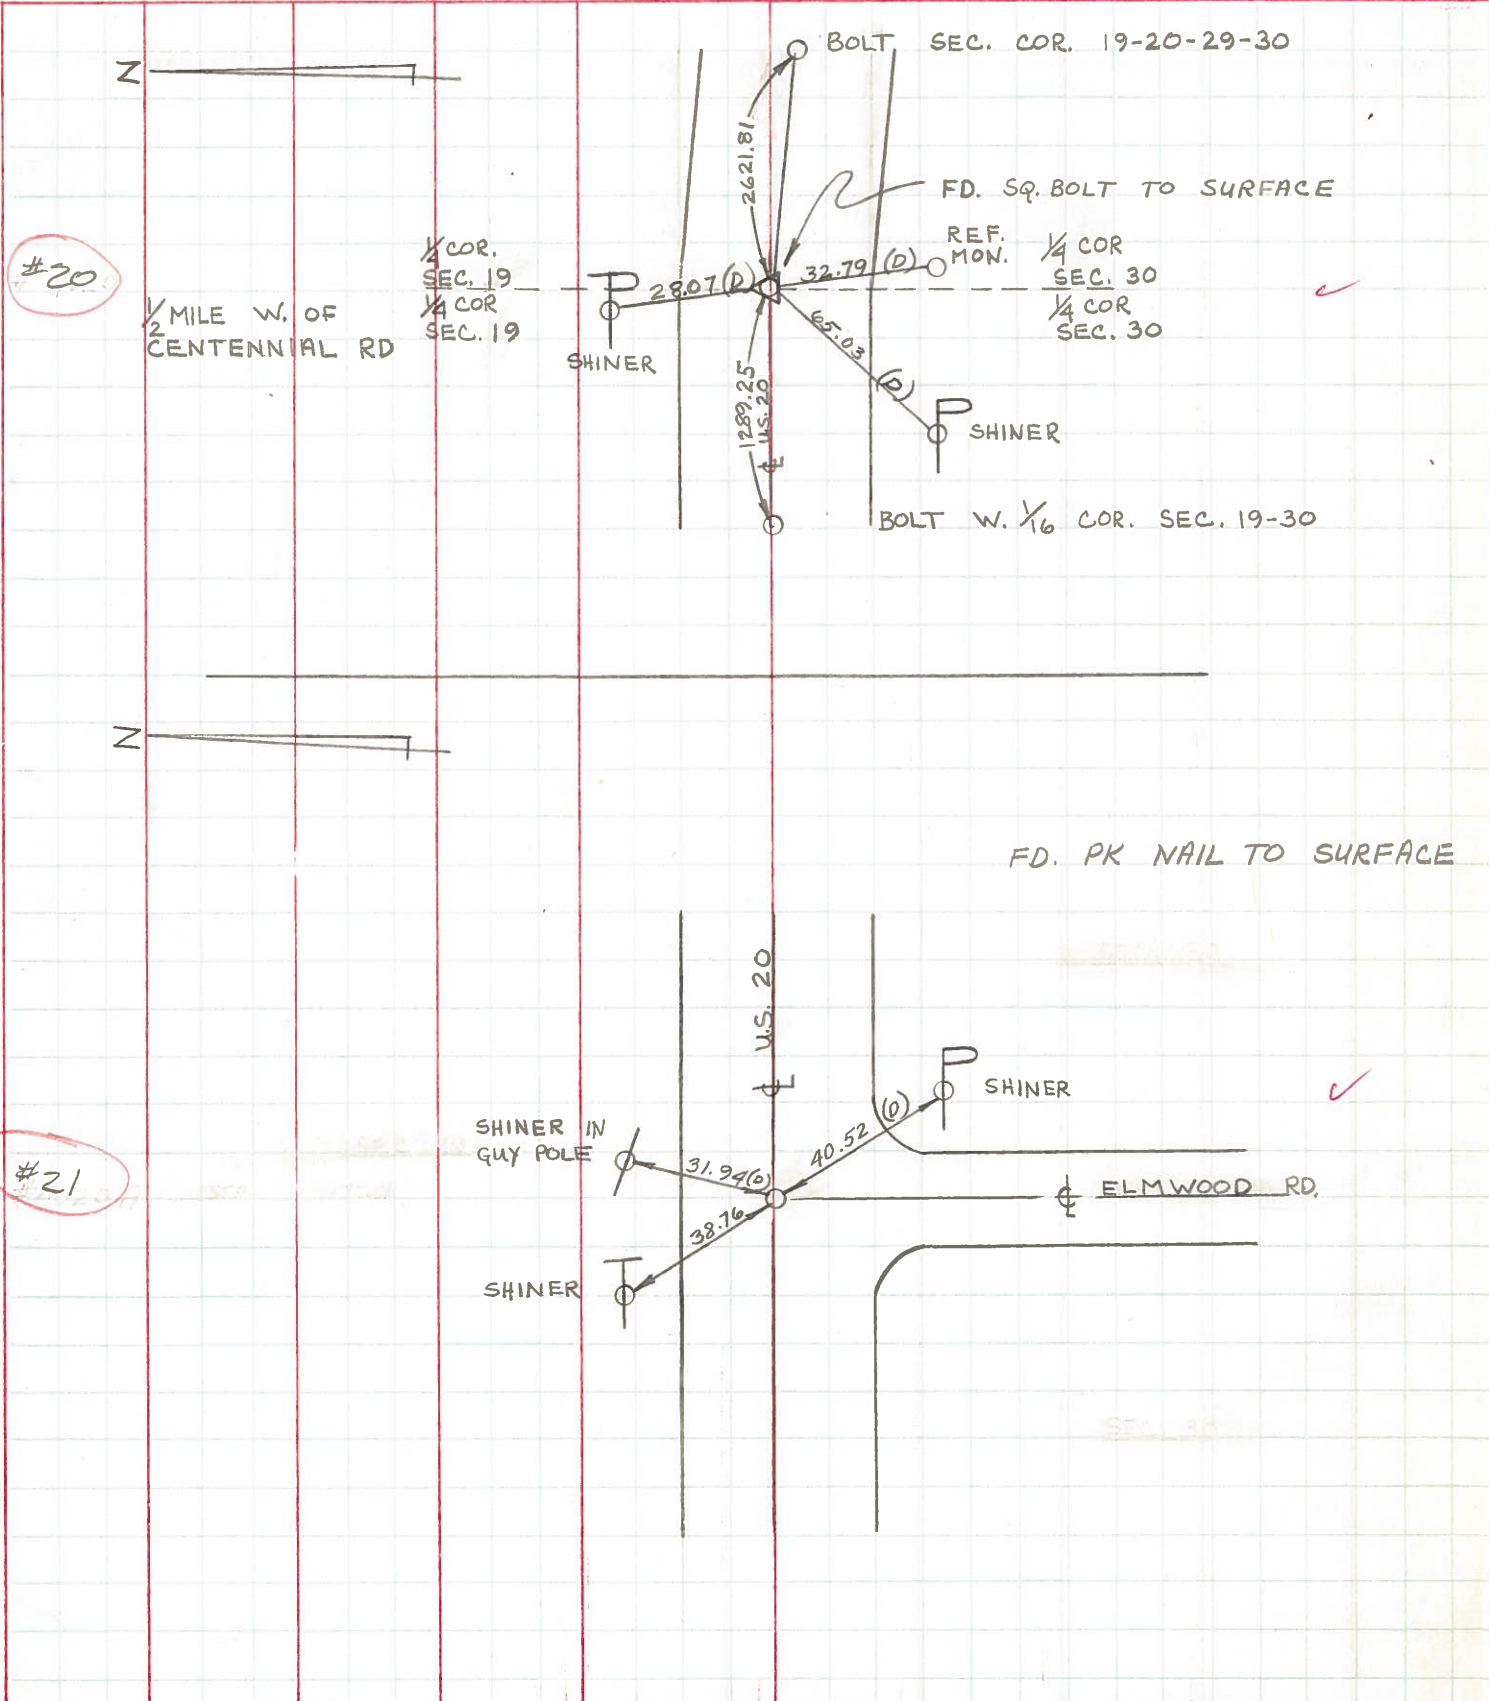 BOLT SEC. COR. 19-20-29-30
Z
2621.81
FD. SQ. BOLT TO SURFACE
#20
1/4 COR.
SEC. 19
1/4 COR
SEC. 19
1/2 MILE W. OF
CENTENNIAL RD
P
28.07 (D)
SHINER
32.79 (D)
REF.
MON.
1/4 COR
SEC. 30
1/4 COR
SEC. 30
65.03 (D)
P
SHINER
1289.25
℄ U.S. 20
BOLT W. 1/16 COR. SEC. 19-30
Z
FD. PK NAIL TO SURFACE
℄ U.S. 20
P
SHINER
40.52 (D)
SHINER IN
GUY POLE
31.94 (D)
#21
℄ ELMWOOD RD.
38.76
T
SHINER